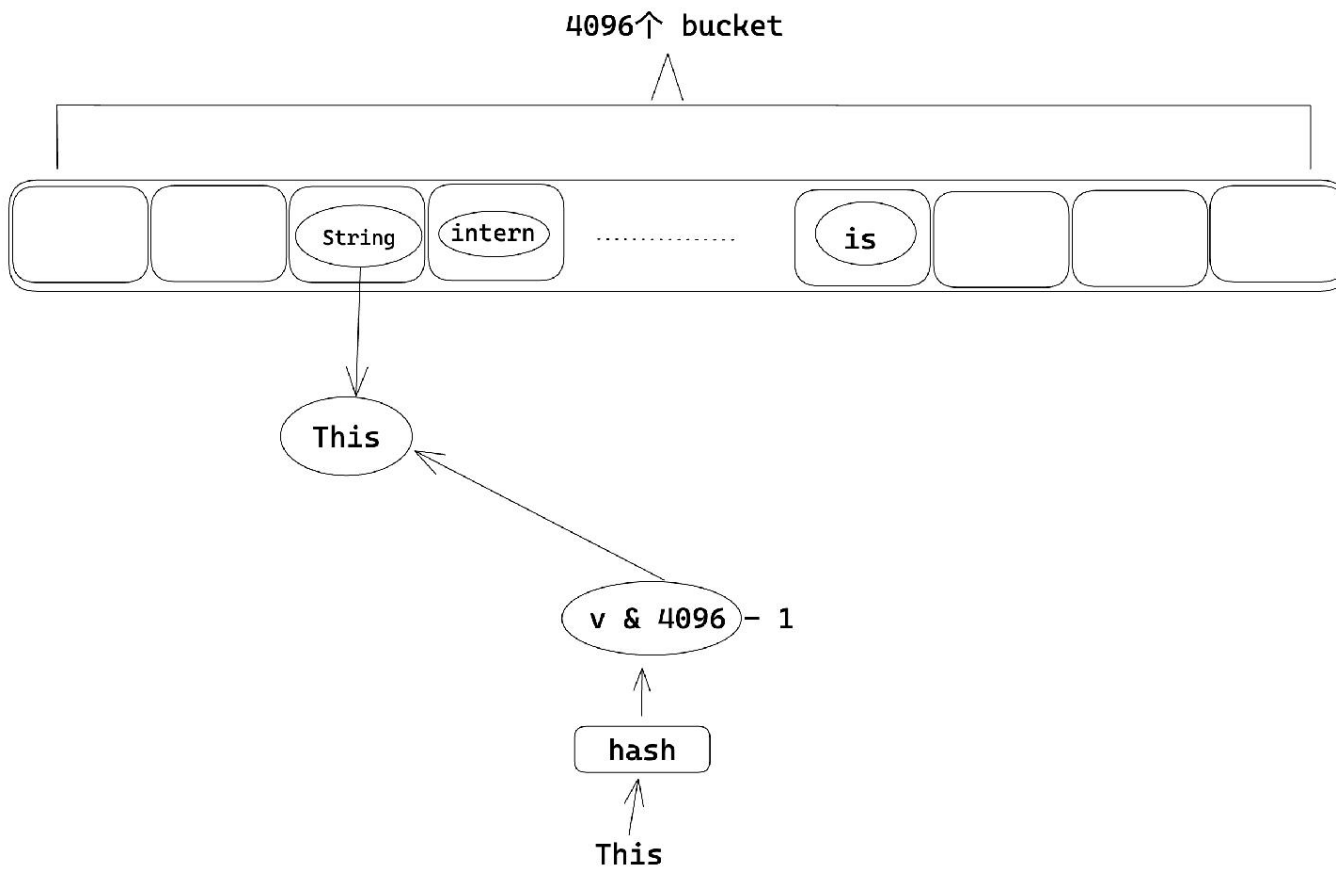 4096个 bucket
String
intern
is
This
v & 4096 - 1
hash
This